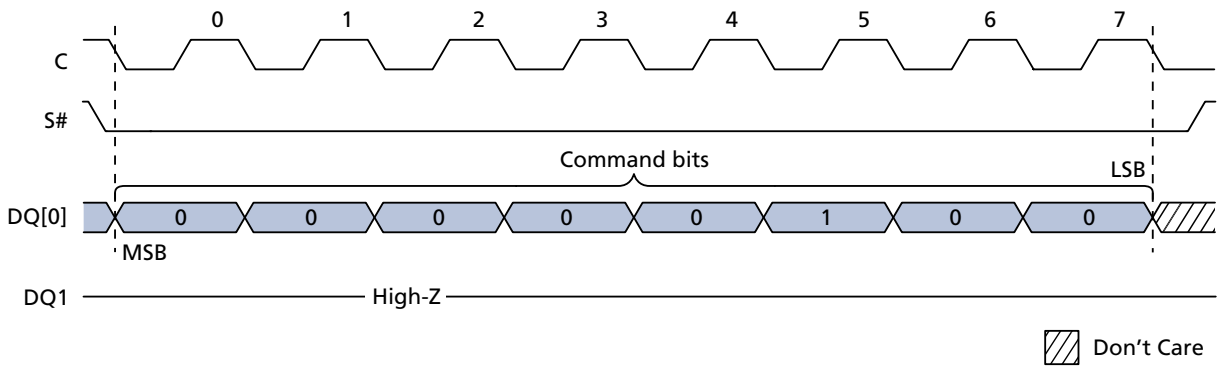 0 1 2 3 4 5 6 7
C
S#
Command bits
LSB
DQ[0] 0 0 0 0 0 1 0 0
MSB
DQ1 High-Z
Don't Care